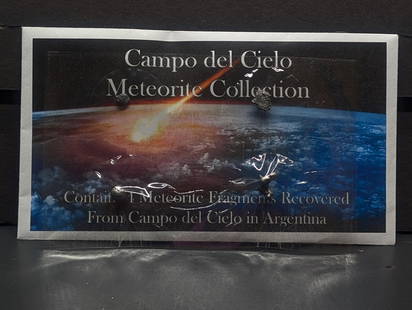 Campo del Cielo
Meteorite Collection
Meteorite Fragments Recovered
From Campo del Cielo in Argentina